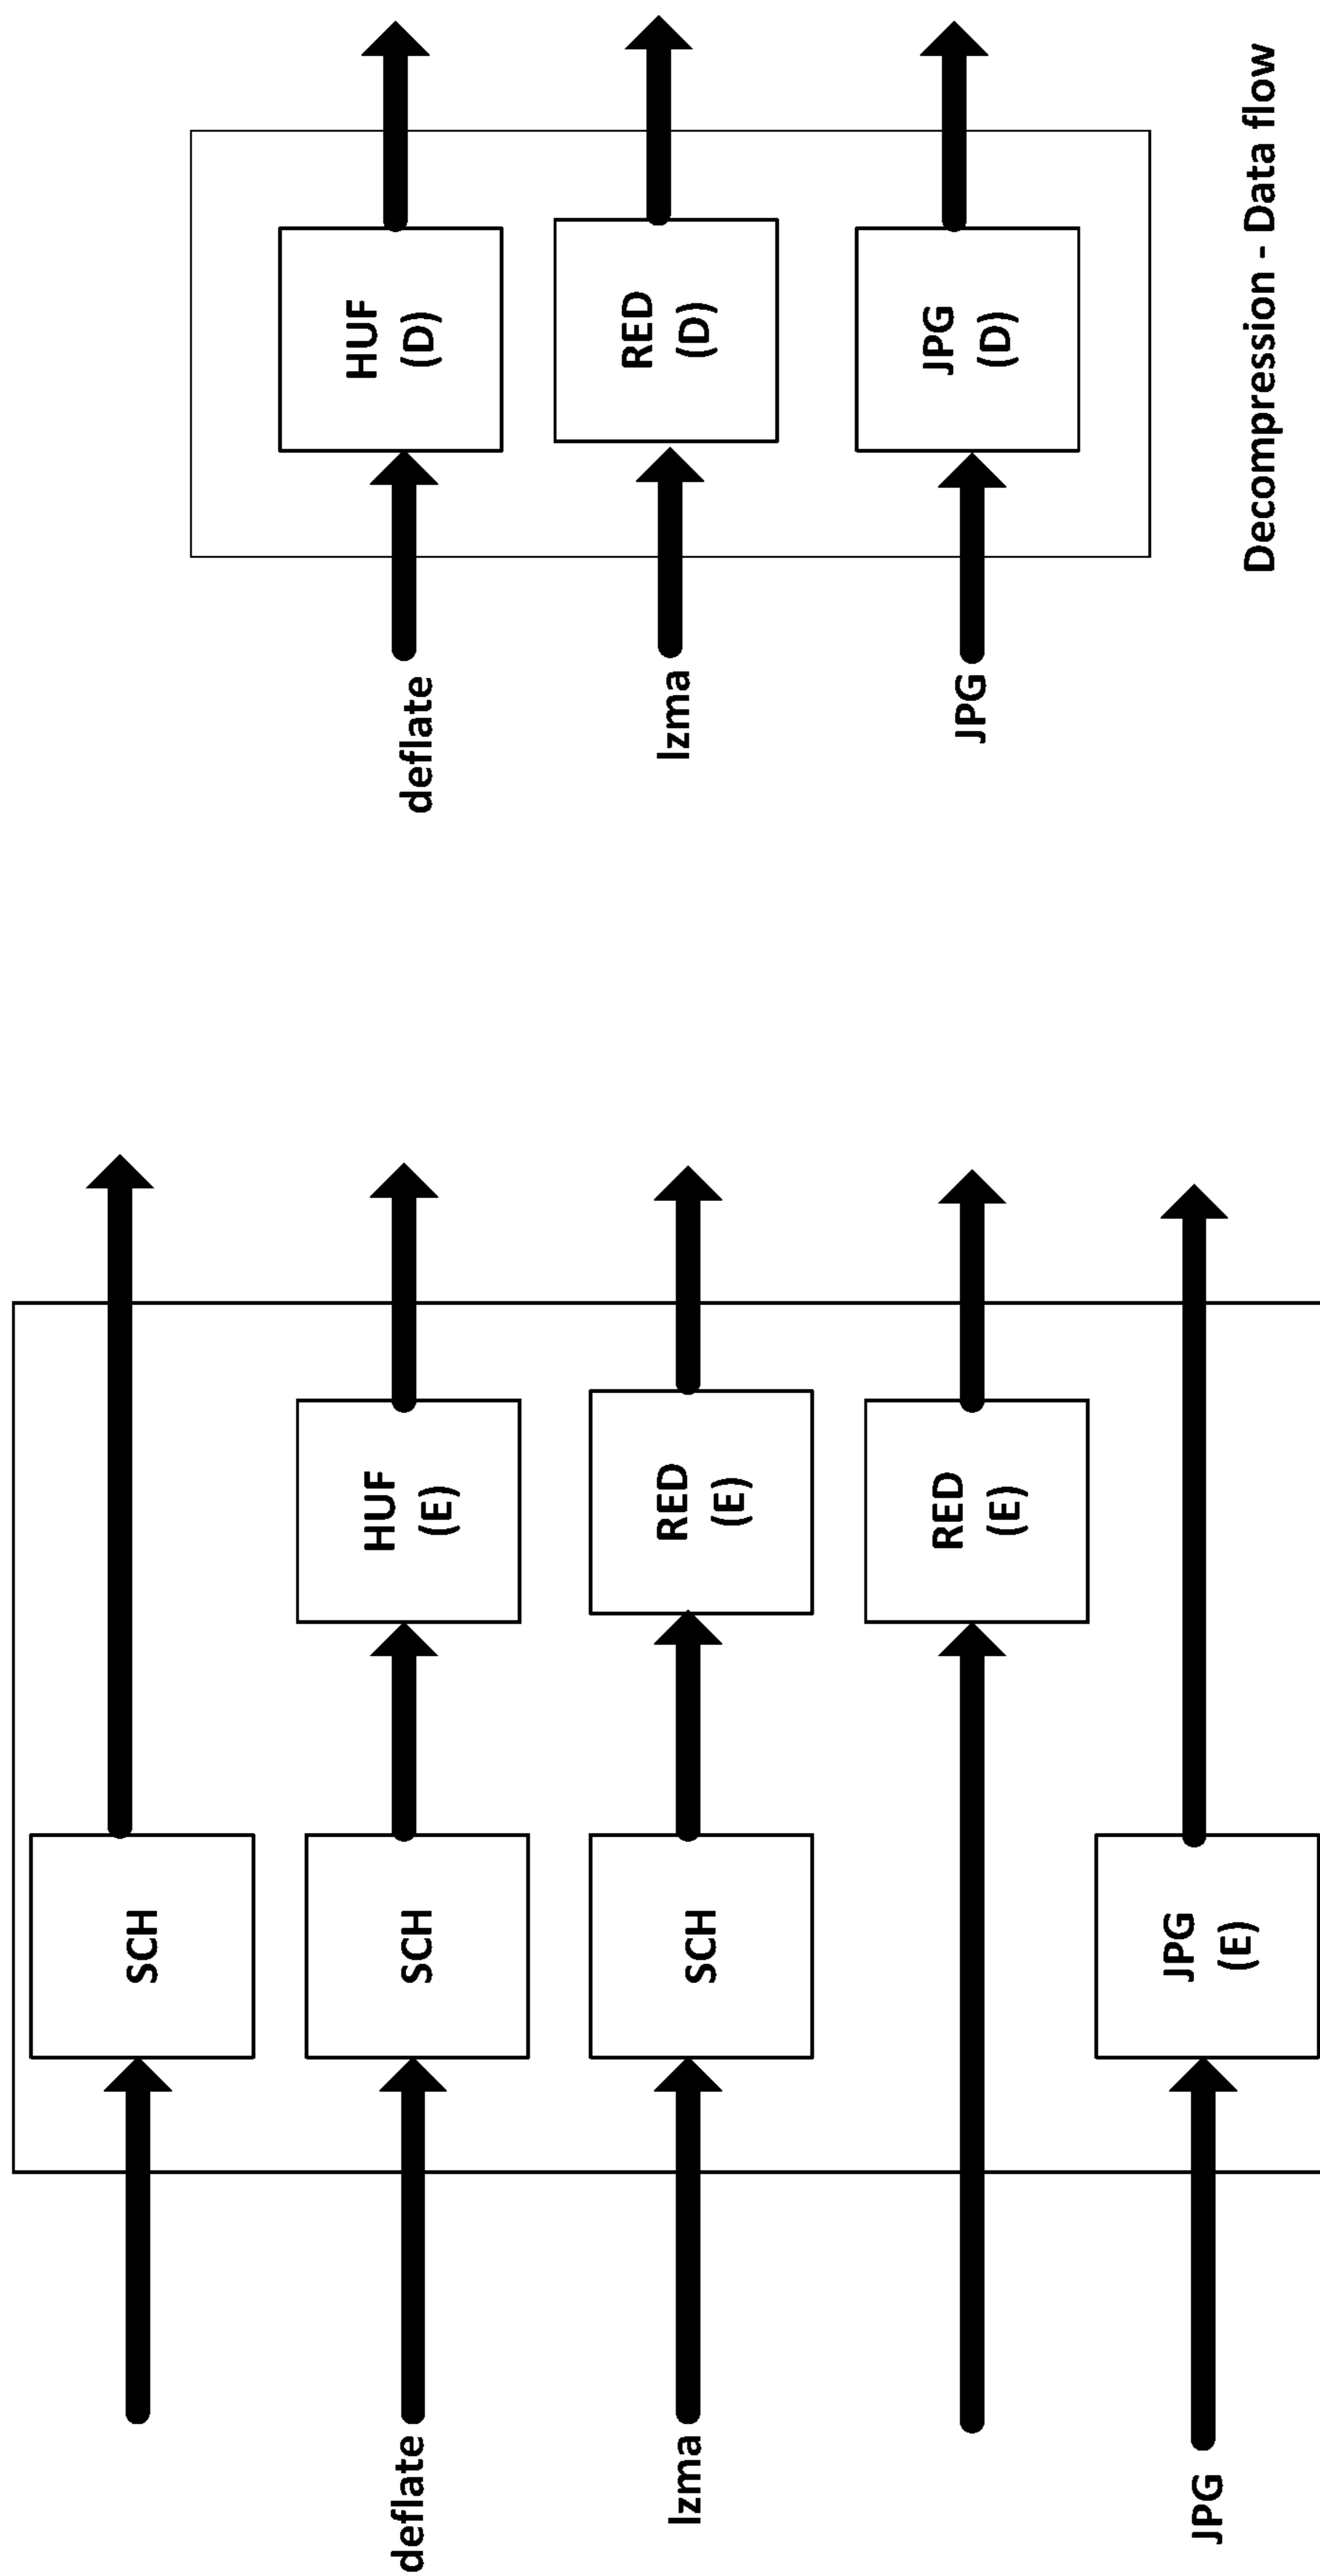 SCH
deflate
SCH
HUF
(E)
lzma
SCH
RED
(E)
RED
(E)
JPG
JPG
(E)
deflate
HUF
(D)
lzma
RED
(D)
JPG
JPG
(D)
Decompression - Data flow